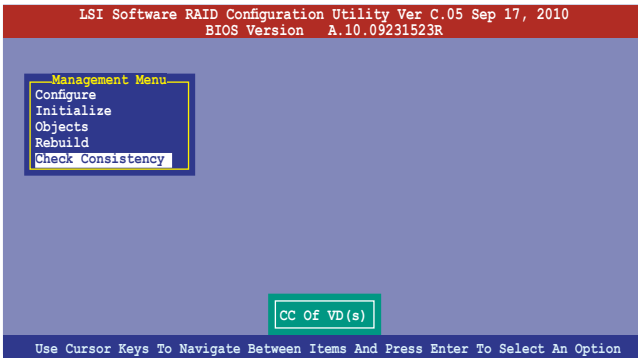 LSI Software RAID Configuration Utility Ver C.05 Sep 17, 2010
BIOS Version A.10.09231523R
Management Menu
Configure
Initialize
Objects
Rebuild
Check Consistency
CC Of VD(s)
Use Cursor Keys To Navigate Between Items And Press Enter To Select An Option